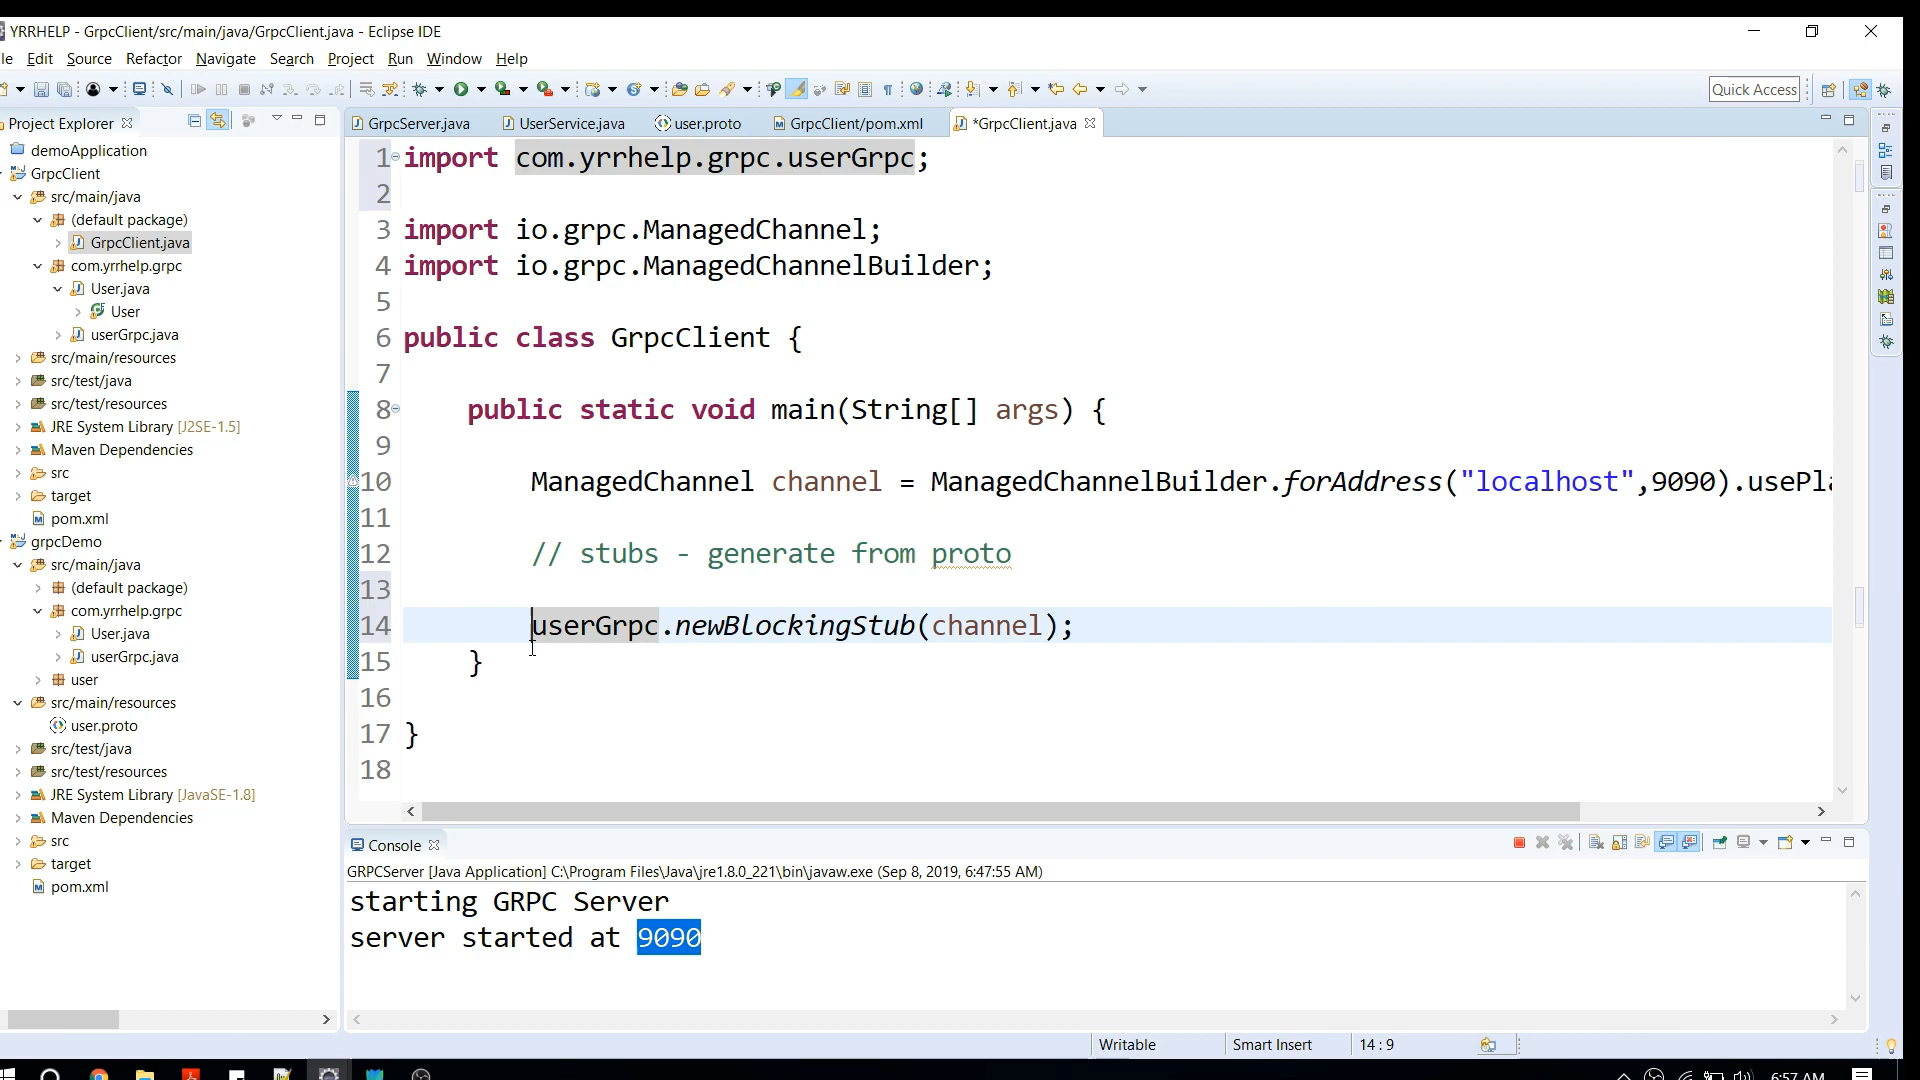 YRRHELP - GrpcClient/src/main/java/GrpcClient.java - Eclipse IDE
le Edit Source Refactor Navigate Search Project Run Window Help
Quick Access
Project Explorer
GrpcServer.java UserService.java user.proto GrpcClient/pom.xml *GrpcClient.java
demoApplication
GrpcClient
src/main/java
(default package)
GrpcClient.java
com.yrrhelp.grpc
User.java
User
userGrpc.java
src/main/resources
src/test/java
src/test/resources
JRE System Library [J2SE-1.5]
Maven Dependencies
src
target
pom.xml
grpcDemo
src/main/java
(default package)
com.yrrhelp.grpc
User.java
userGrpc.java
user
src/main/resources
user.proto
src/test/java
src/test/resources
JRE System Library [JavaSE-1.8]
Maven Dependencies
src
target
pom.xml
1 import com.yrrhelp.grpc.userGrpc;
2
3 import io.grpc.ManagedChannel;
4 import io.grpc.ManagedChannelBuilder;
5
6 public class GrpcClient {
7
8 public static void main(String[] args) {
9
10 ManagedChannel channel = ManagedChannelBuilder.forAddress("localhost",9090).usePla
11
12 // stubs - generate from proto
13
14 userGrpc.newBlockingStub(channel);
15 }
16
17 }
18
Console
GRPCServer [Java Application] C:\Program Files\Java\jre1.8.0_221\bin\javaw.exe (Sep 8, 2019, 6:47:55 AM)
starting GRPC Server
server started at 9090
Writable Smart Insert 14 : 9
6:57 AM